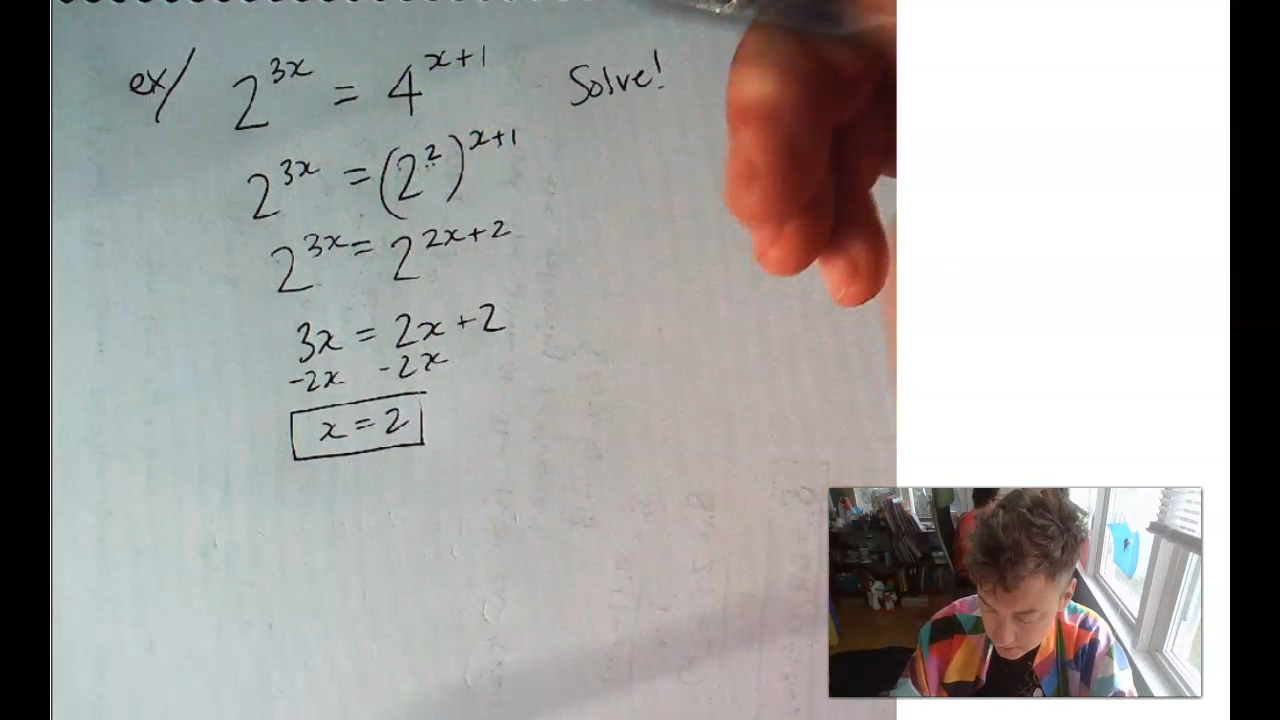 ex/ 2^{3x} = 4^{x+1} Solve!
2^{3x} = (2^2)^{x+1}
2^{3x} = 2^{2x+2}
3x = 2x + 2
-2x -2x
x = 2